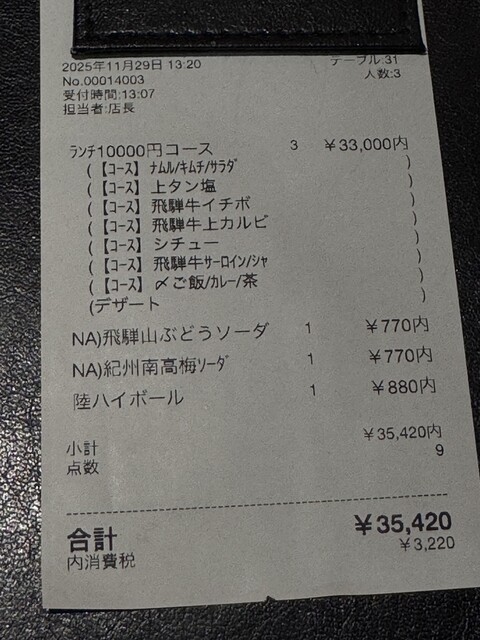 2025年11月29日 13:20 テーブル:31
No.00014003 人数:3
受付時間:13:07
担当者:店長
ﾗﾝﾁ10000円コース 3 ¥33,000内
(【ｺｰｽ】ﾅﾑﾙ/ｷﾑﾁ/ｻﾗﾀﾞ )
(【ｺｰｽ】上タン塩 )
(【ｺｰｽ】飛騨牛イチボ )
(【ｺｰｽ】飛騨牛上カルビ )
(【ｺｰｽ】シチュー )
(【ｺｰｽ】飛騨牛ｻｰﾛｲﾝ/ｼｬ )
(【ｺｰｽ】〆ご飯/ｶﾚｰ/茶 )
(デザート )
NA)飛騨山ぶどうソーダ 1 ¥770内
NA)紀州南高梅ｿｰﾀﾞ 1 ¥770内
陸ハイボール 1 ¥880内
小計 ¥35,420内
点数 9
合計 ¥35,420
内消費税 ¥3,220